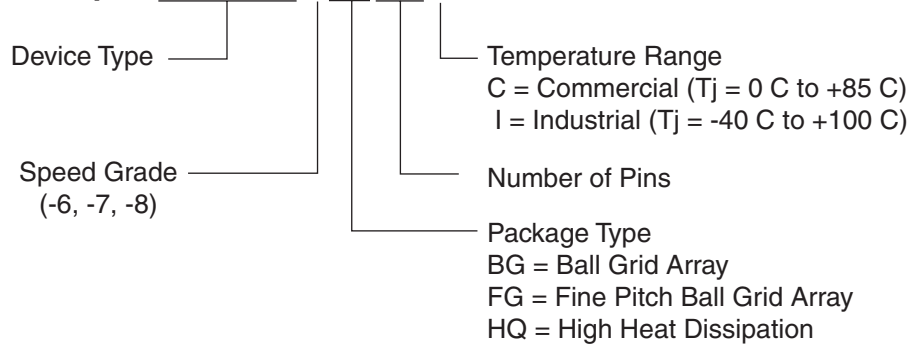 Device Type
Temperature Range
C = Commercial (Tj = 0 C to +85 C)
I = Industrial (Tj = -40 C to +100 C)
Speed Grade
(-6, -7, -8)
Number of Pins
Package Type
BG = Ball Grid Array
FG = Fine Pitch Ball Grid Array
HQ = High Heat Dissipation